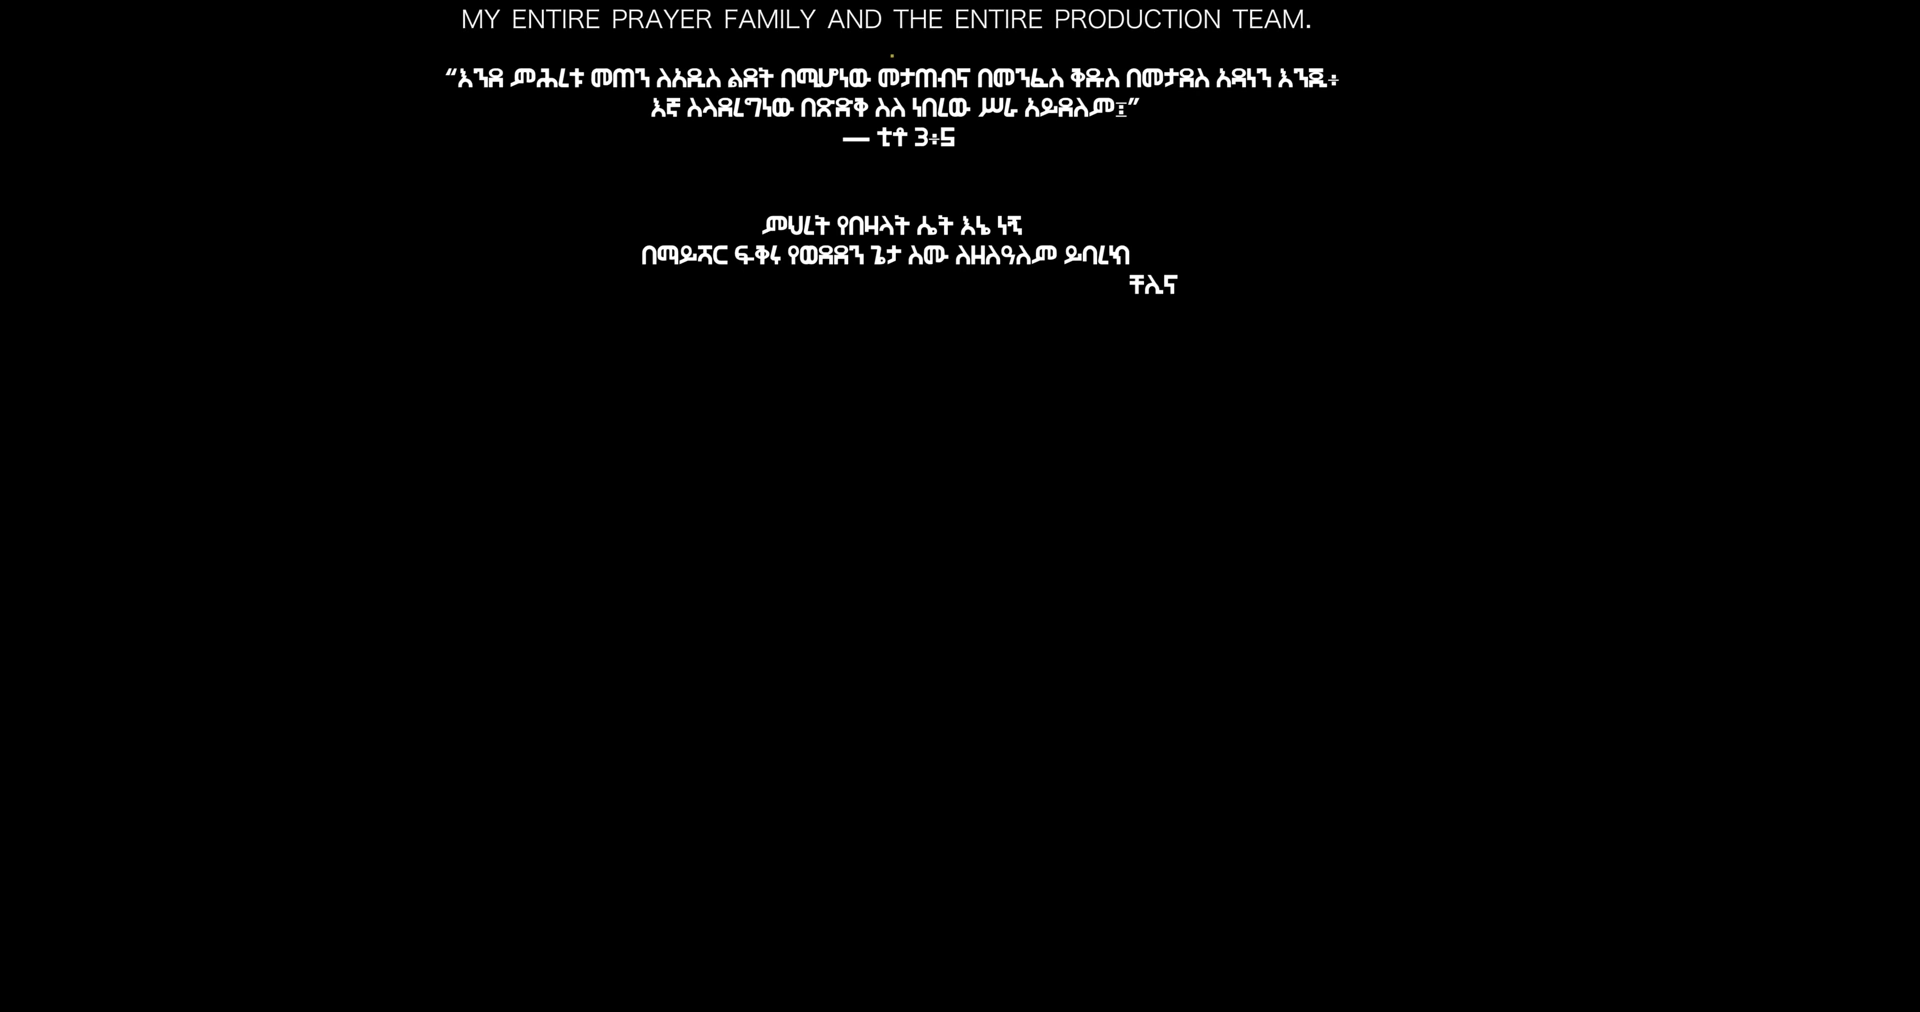 MY ENTIRE PRAYER FAMILY AND THE ENTIRE PRODUCTION TEAM.
“እንደ ምሕረቱ መጠን ለአዲስ ልደት በሚሆነው መታጠብና በመንፈስ ቅዱስ በመታደስ አዳነን እንጂ፥
እኛ ስላደረግነው በጽድቅ ስለ ነበረው ሥራ አይደለም፤”
— ቲቶ 3፥5
ምህረት የበዛላት ሴት እኔ ነኝ
በማይሻር ፍቅሩ የወደደን ጌታ ስሙ ለዘለዓለም ይባረክ
ቸሊና